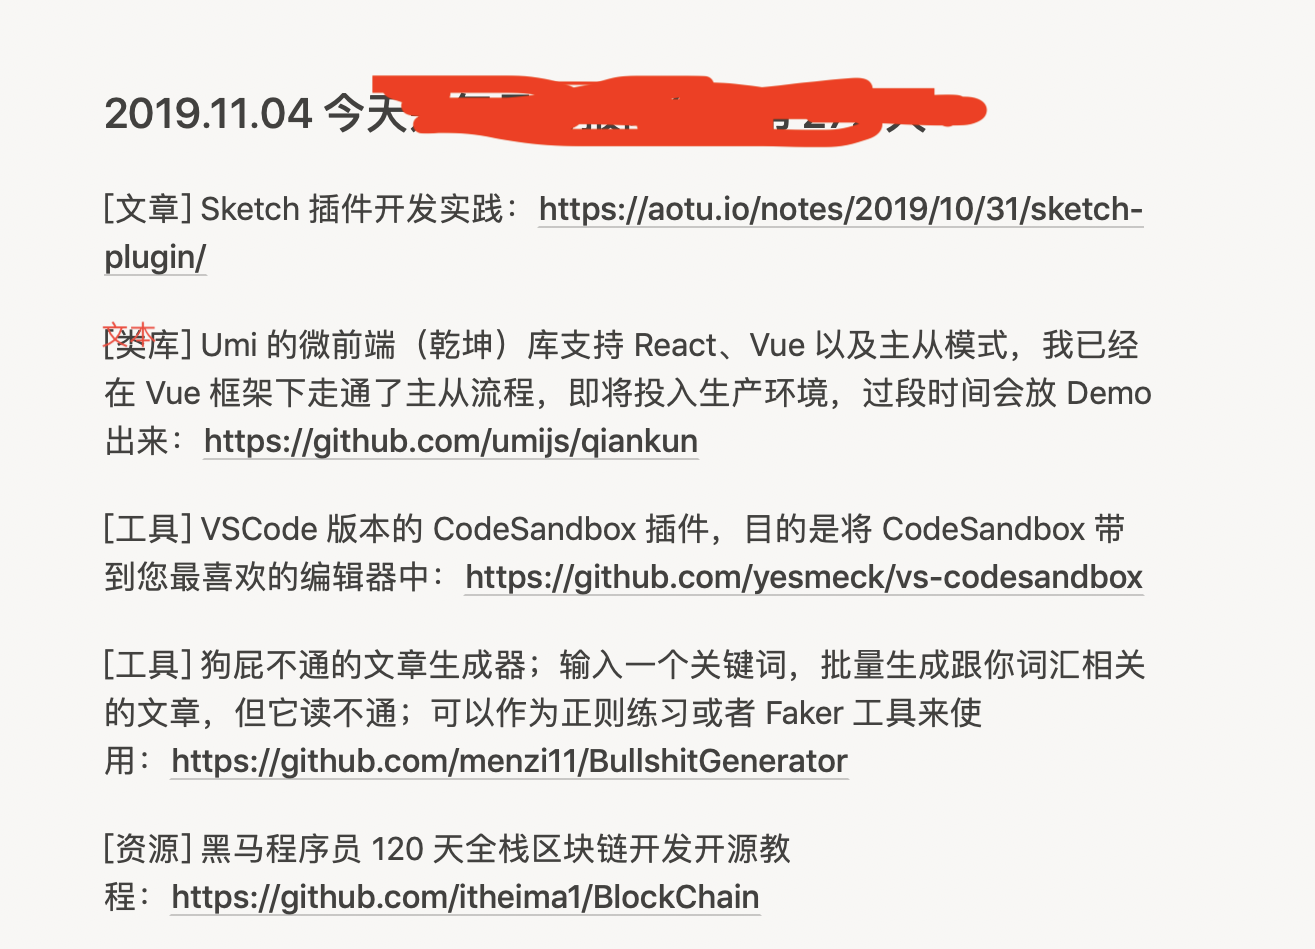 2019.11.04 今天
[文章] Sketch 插件开发实践：https://aotu.io/notes/2019/10/31/sketch-
plugin/
文本
[类库] Umi 的微前端（乾坤）库支持 React、Vue 以及主从模式，我已经
在 Vue 框架下走通了主从流程，即将投入生产环境，过段时间会放 Demo
出来：https://github.com/umijs/qiankun
[工具] VSCode 版本的 CodeSandbox 插件，目的是将 CodeSandbox 带
到您最喜欢的编辑器中：https://github.com/yesmeck/vs-codesandbox
[工具] 狗屁不通的文章生成器；输入一个关键词，批量生成跟你词汇相关
的文章，但它读不通；可以作为正则练习或者 Faker 工具来使
用：https://github.com/menzi11/BullshitGenerator
[资源] 黑马程序员 120 天全栈区块链开发开源教
程：https://github.com/itheima1/BlockChain